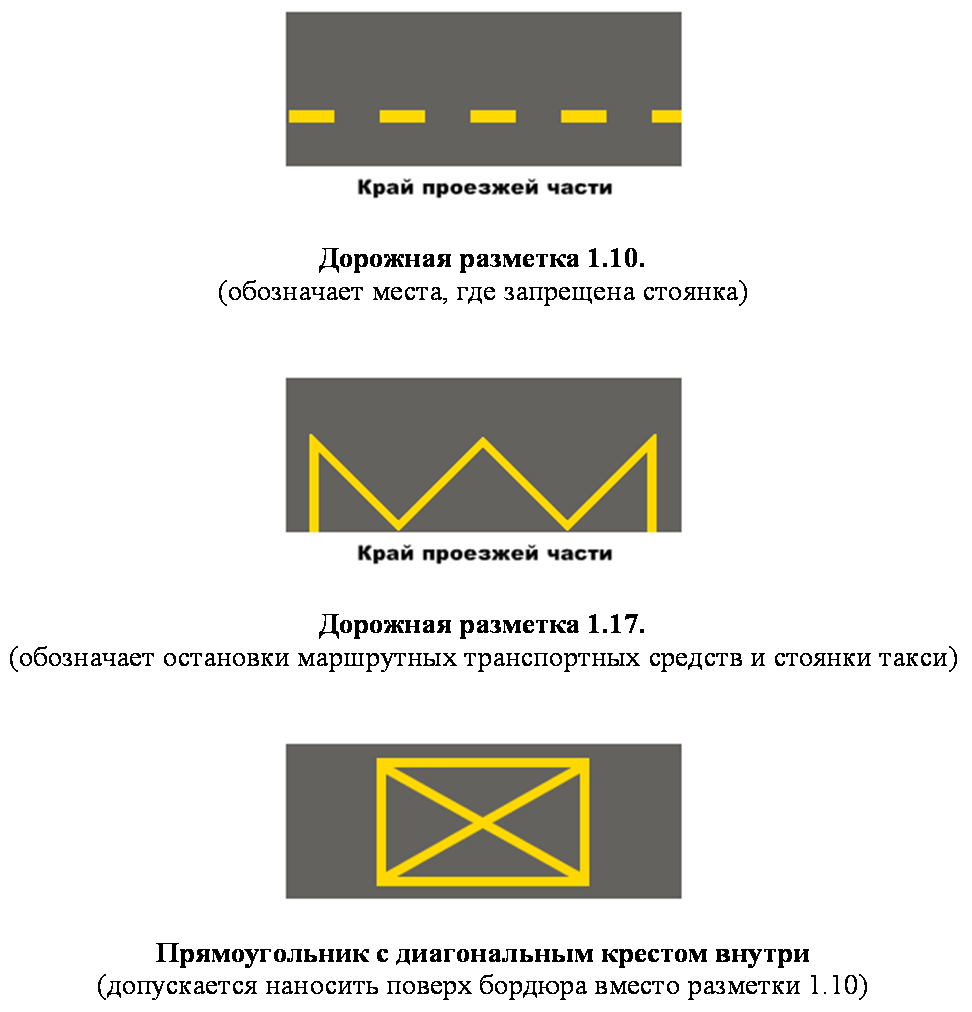 Край проезжей части
Дорожная разметка 1.10.
(обозначает места, где запрещена стоянка)
Край проезжей части
Дорожная разметка 1.17.
(обозначает остановки маршрутных транспортных средств и стоянки такси)
Прямоугольник с диагональным крестом внутри
(допускается наносить поверх бордюра вместо разметки 1.10)